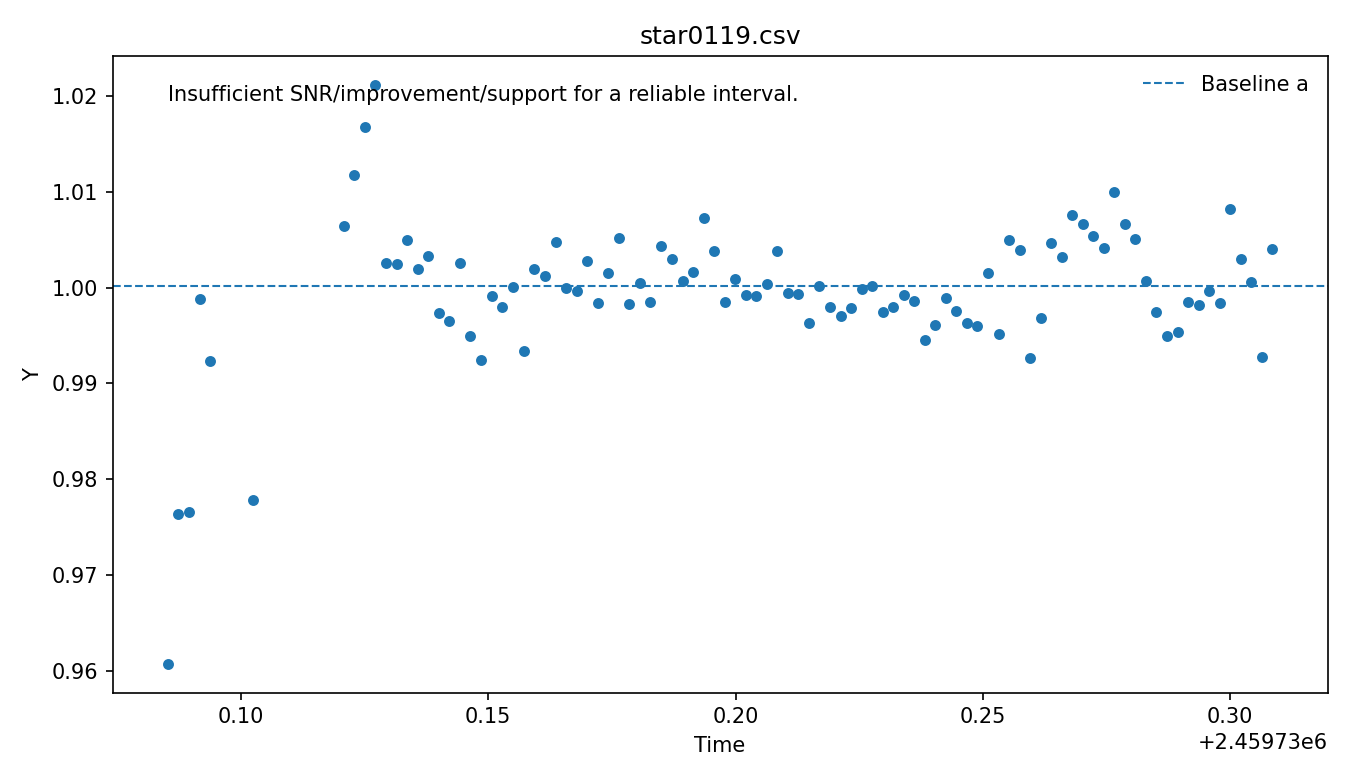 star0119.csv
Insufficient SNR/improvement/support for a reliable interval.
Baseline a
1.02
1.01
1.00
0.99
0.98
0.97
0.96
Y
0.10
0.15
0.20
0.25
0.30
Time
+2.45973e6